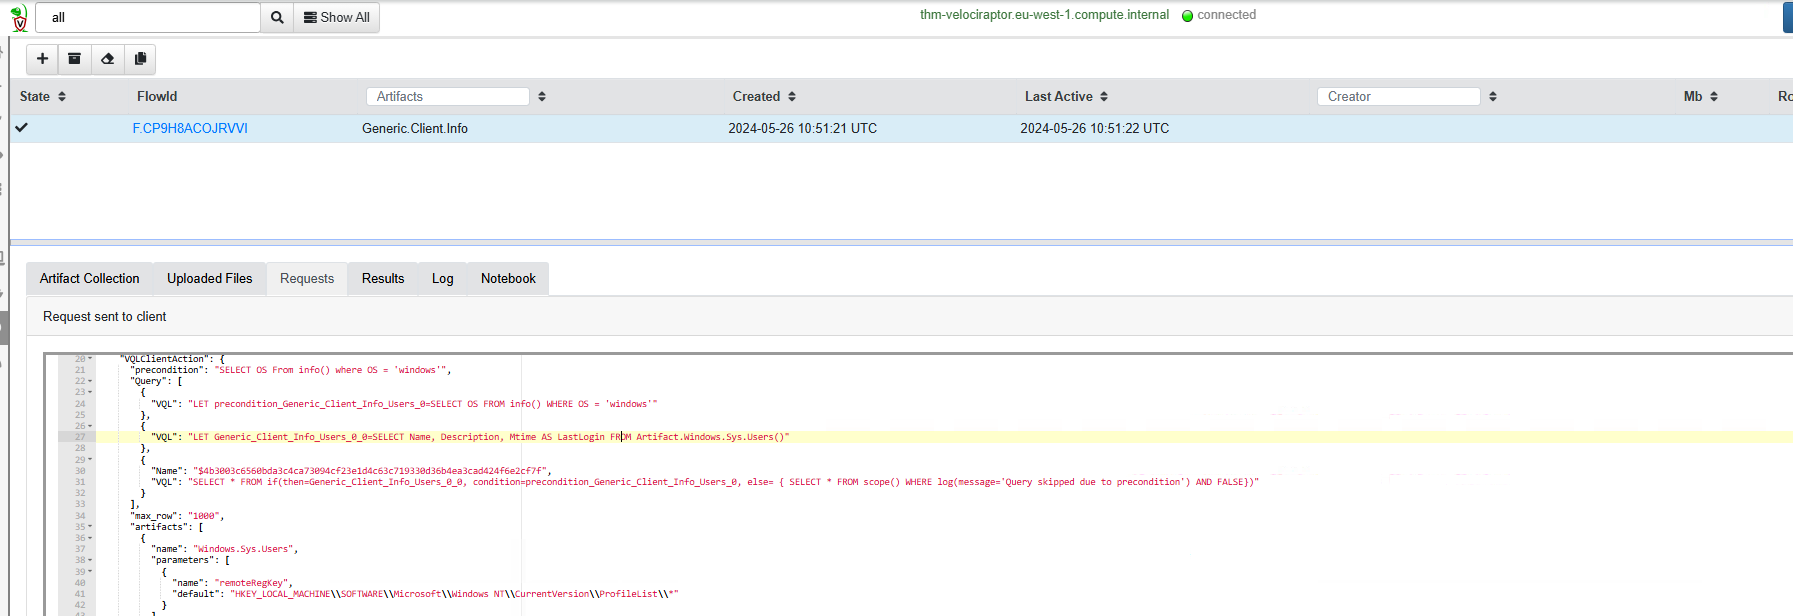 all Show All thm-velociraptor.eu-west-1.compute.internal connected
State FlowId Artifacts Created Last Active Creator Mb
F.CP9H8ACOJRVVI Generic.Client.Info 2024-05-26 10:51:21 UTC 2024-05-26 10:51:22 UTC
Artifact Collection Uploaded Files Requests Results Log Notebook
Request sent to client
20 "VQLClientAction": {
21 "precondition": "SELECT OS From info() where OS = 'windows'",
22 "Query": [
23 {
24 "VQL": "LET precondition_Generic_Client_Info_Users_0=SELECT OS FROM info() WHERE OS = 'windows'"
25 },
26 {
27 "VQL": "LET Generic_Client_Info_Users_0_0=SELECT Name, Description, Mtime AS LastLogin FROM Artifact.Windows.Sys.Users()"
28 },
29 {
30 "Name": "$4b3003c6560bda3c4ca73094cf23e1d4c63c719330d36b4ea3cad424f6e2cf7f",
31 "VQL": "SELECT * FROM if(then=Generic_Client_Info_Users_0_0, condition=precondition_Generic_Client_Info_Users_0, else= { SELECT * FROM scope() WHERE log(message='Query skipped due to precondition') AND FALSE})"
32 }
33 ],
34 "max_row": "1000",
35 "artifacts": [
36 {
37 "name": "Windows.Sys.Users",
38 "parameters": [
39 {
40 "name": "remoteRegKey",
41 "default": "HKEY_LOCAL_MACHINE\\SOFTWARE\\Microsoft\\Windows NT\\CurrentVersion\\ProfileList\\*"
42 }